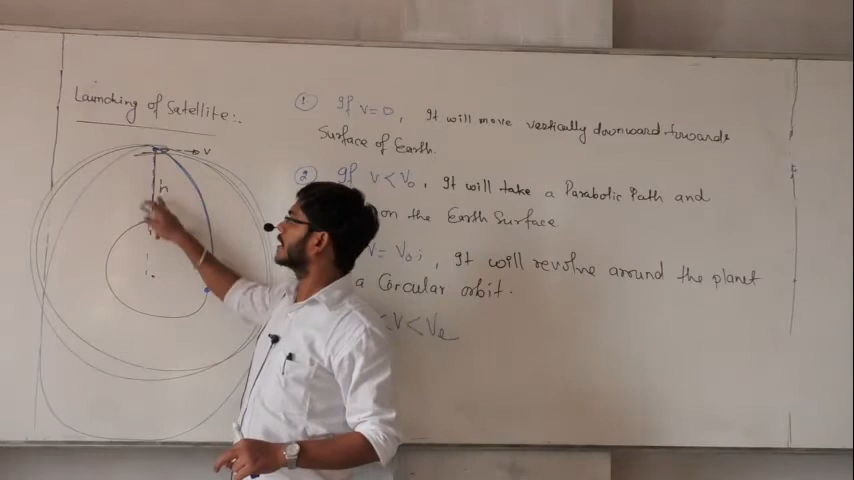 Launching of Satellite:.
v
h
① If v=0, It will move vertically downward towards
Surface of Earth.
② If V<V₀, It will take a Parabolic Path and
on the Earth Surface
V= V₀; , It will revolve around the planet
a Circular orbit.
<V<Vₑ